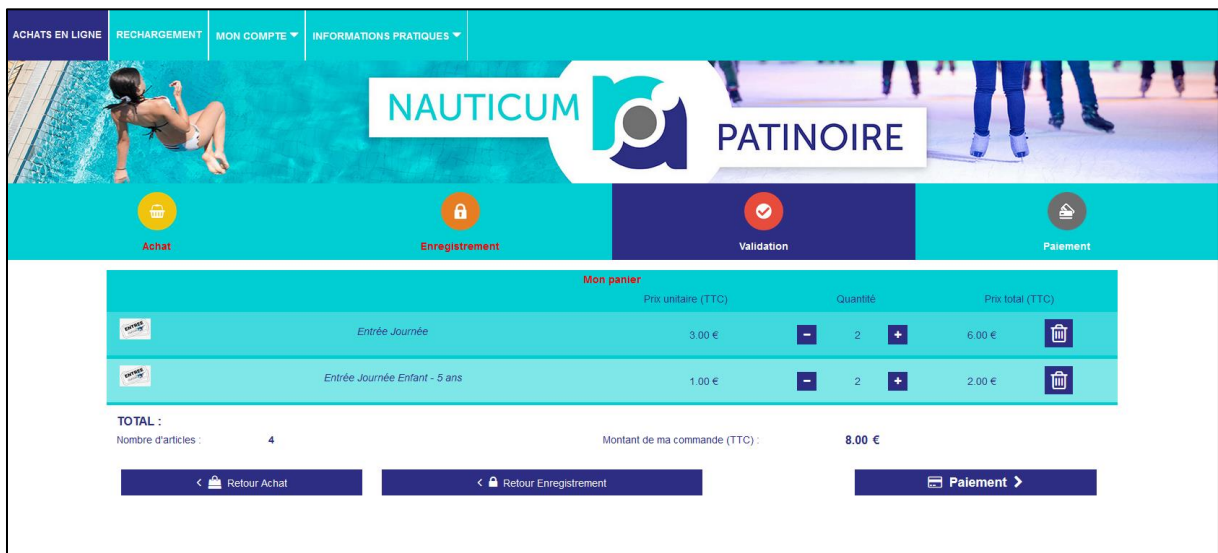 ACHATS EN LIGNE RECHARGEMENT MON COMPTE INFORMATIONS PRATIQUES
NAUTICUM
PATINOIRE
Achat Enregistrement Validation Paiement
Mon panier
Prix unitaire (TTC) Quantité Prix total (TTC)
ENTRÉE
Entrée Journée 3.00 € - 2 + 6.00 €
ENTRÉE
Entrée Journée Enfant - 5 ans 1.00 € - 2 + 2.00 €
TOTAL :
Nombre d'articles : 4 Montant de ma commande (TTC) : 8.00 €
< Retour Achat < Retour Enregistrement Paiement >